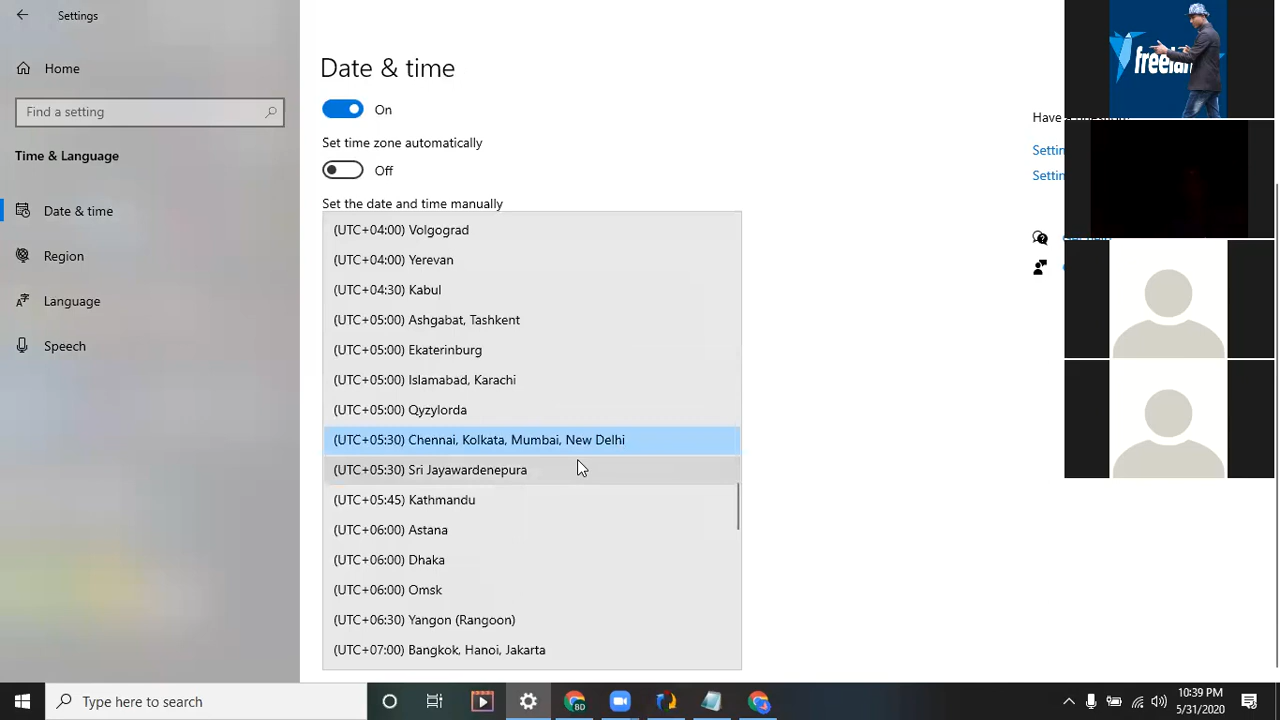 Settings
Home
Find a setting
Time & Language
Date & time
Region
Language
Speech
Date & time
On
Set time zone automatically
Off
Set the date and time manually
(UTC+04:00) Volgograd
(UTC+04:00) Yerevan
(UTC+04:30) Kabul
(UTC+05:00) Ashgabat, Tashkent
(UTC+05:00) Ekaterinburg
(UTC+05:00) Islamabad, Karachi
(UTC+05:00) Qyzylorda
(UTC+05:30) Chennai, Kolkata, Mumbai, New Delhi
(UTC+05:30) Sri Jayawardenepura
(UTC+05:45) Kathmandu
(UTC+06:00) Astana
(UTC+06:00) Dhaka
(UTC+06:00) Omsk
(UTC+06:30) Yangon (Rangoon)
(UTC+07:00) Bangkok, Hanoi, Jakarta
Have a
Settin
Settin
freelan
Type here to search
BD
10:39 PM
5/31/2020